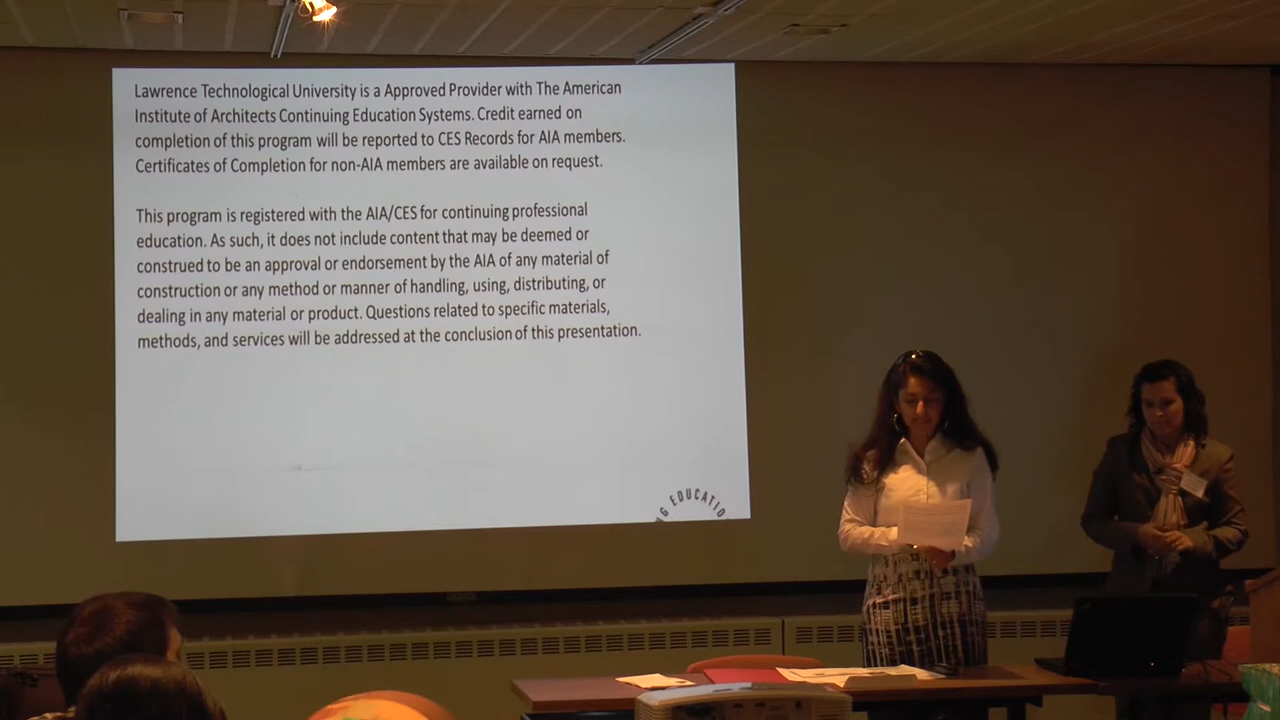 Lawrence Technological University is a Approved Provider with The American
Institute of Architects Continuing Education Systems. Credit earned on
completion of this program will be reported to CES Records for AIA members.
Certificates of Completion for non-AIA members are available on request.
This program is registered with the AIA/CES for continuing professional
education. As such, it does not include content that may be deemed or
construed to be an approval or endorsement by the AIA of any material of
construction or any method or manner of handling, using, distributing, or
dealing in any material or product. Questions related to specific materials,
methods, and services will be addressed at the conclusion of this presentation.
EDUCATIO